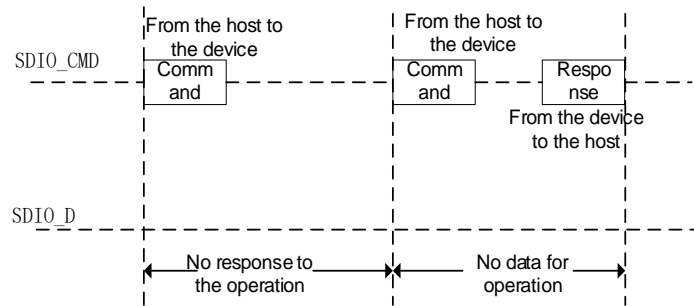 From the host to
the device
From the host to
the device
SDIO_CMD
Comm
and
Comm
and
Respo
nse
From the device
to the host
SDIO_D
No response to
the operation
No data for
operation